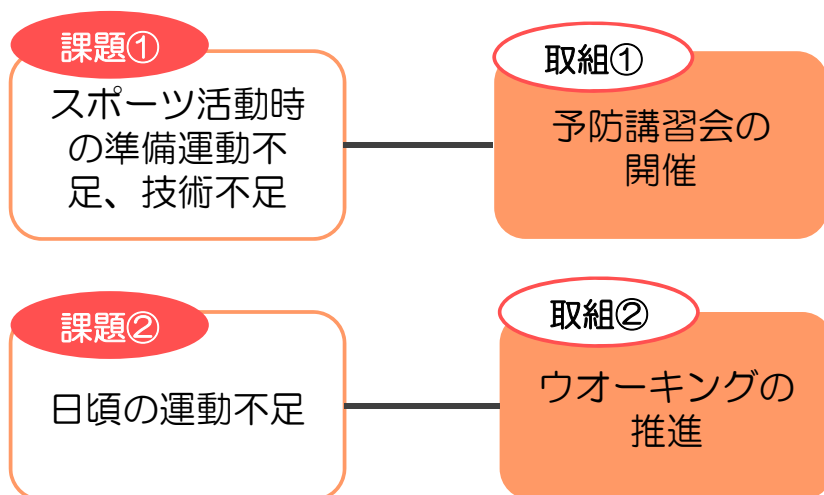 課題①
スポーツ活動時
の準備運動不
足、技術不足
取組①
予防講習会の
開催
課題②
日頃の運動不足
取組②
ウオーキングの
推進